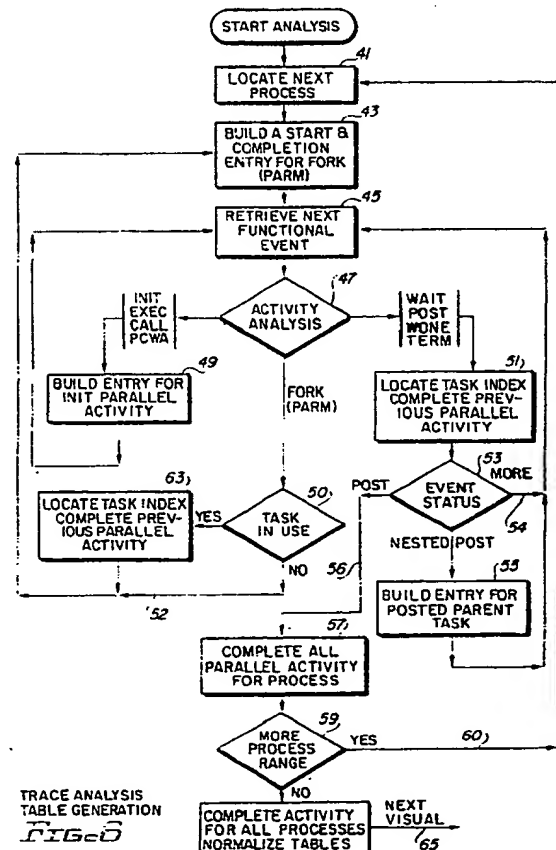 START ANALYSIS
41
LOCATE NEXT
PROCESS
43
BUILD A START &
COMPLETION
ENTRY FOR FORK
(PARM)
45
RETRIEVE NEXT
FUNCTIONAL
EVENT
47
ACTIVITY
ANALYSIS
INIT
EXEC
CALL
PCWA
WAIT
POST
WONE
TERM
49
BUILD ENTRY FOR
INIT PARALLEL
ACTIVITY
FORK
(PARM)
51
LOCATE TASK INDEX
COMPLETE PREV-
IOUS PARALLEL
ACTIVITY
53
EVENT
STATUS
POST
MORE
54
NESTED POST
63
LOCATE TASK INDEX
COMPLETE PREV-
IOUS PARALLEL
ACTIVITY
YES
50
TASK
IN USE
NO
52
56
55
BUILD ENTRY FOR
POSTED PARENT
TASK
57
COMPLETE ALL
PARALLEL ACTIVITY
FOR PROCESS
59
MORE
PROCESS
RANGE
YES
60
NO
COMPLETE ACTIVITY
FOR ALL PROCESSES
NORMALIZE TABLES
NEXT
VISUAL
65
TRACE ANALYSIS
TABLE GENERATION